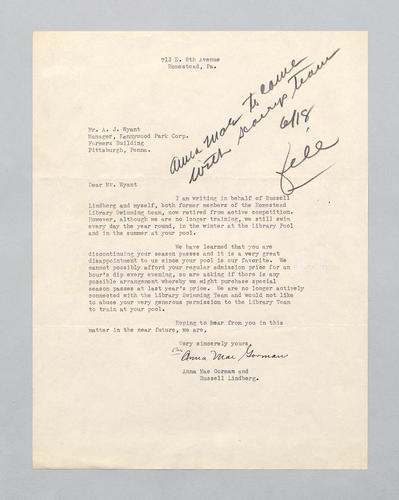 713 E. 8th Avenue
Homestead, Pa.
Anna Mae to come
with Scarp team
6/18
File
Mr. A. J. Wyant
Manager, Kennywood Park Corp.
Farmers Building
Pittsburgh, Penna.
Dear Mr. Wyant
I am writing in behalf of Russell
Lindberg and myself, both former members of the Homestead
Library Swimming team, now retired from active competition.
However, although we are no longer training, we still swim
every day the year round, in the winter at the library Pool
and in the summer at your pool.
We have learned that you are
discontinuing your season passes and it is a very great
disappointment to us since your pool is our favorite. We
cannot possibly afford your regular admission price for an
hour's dip every evening, so are asking if there is any
possible arrangement whereby we might purchase special
season passes at last year's price. We are no longer actively
connected with the Library Swimming Team and would not like
to abuse your very generous permission to the Library Team
to train at your pool.
Hoping to hear from you in this
matter in the near future, we are,
Very sincerely yours,
Anna Mae Gorman
Anna Mae Gorman and
Russell Lindberg.